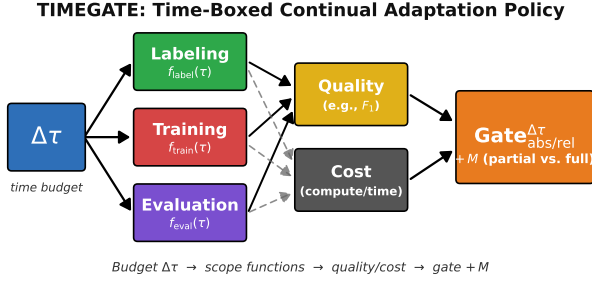 TIMEGATE: Time-Boxed Continual Adaptation Policy
Δτ
time budget
Labeling
f_label(τ)
Training
f_train(τ)
Evaluation
f_eval(τ)
Quality
(e.g., F₁)
Cost
(compute/time)
Gate^Δτ_abs/rel
+ M (partial vs. full)
Budget Δτ → scope functions → quality/cost → gate + M